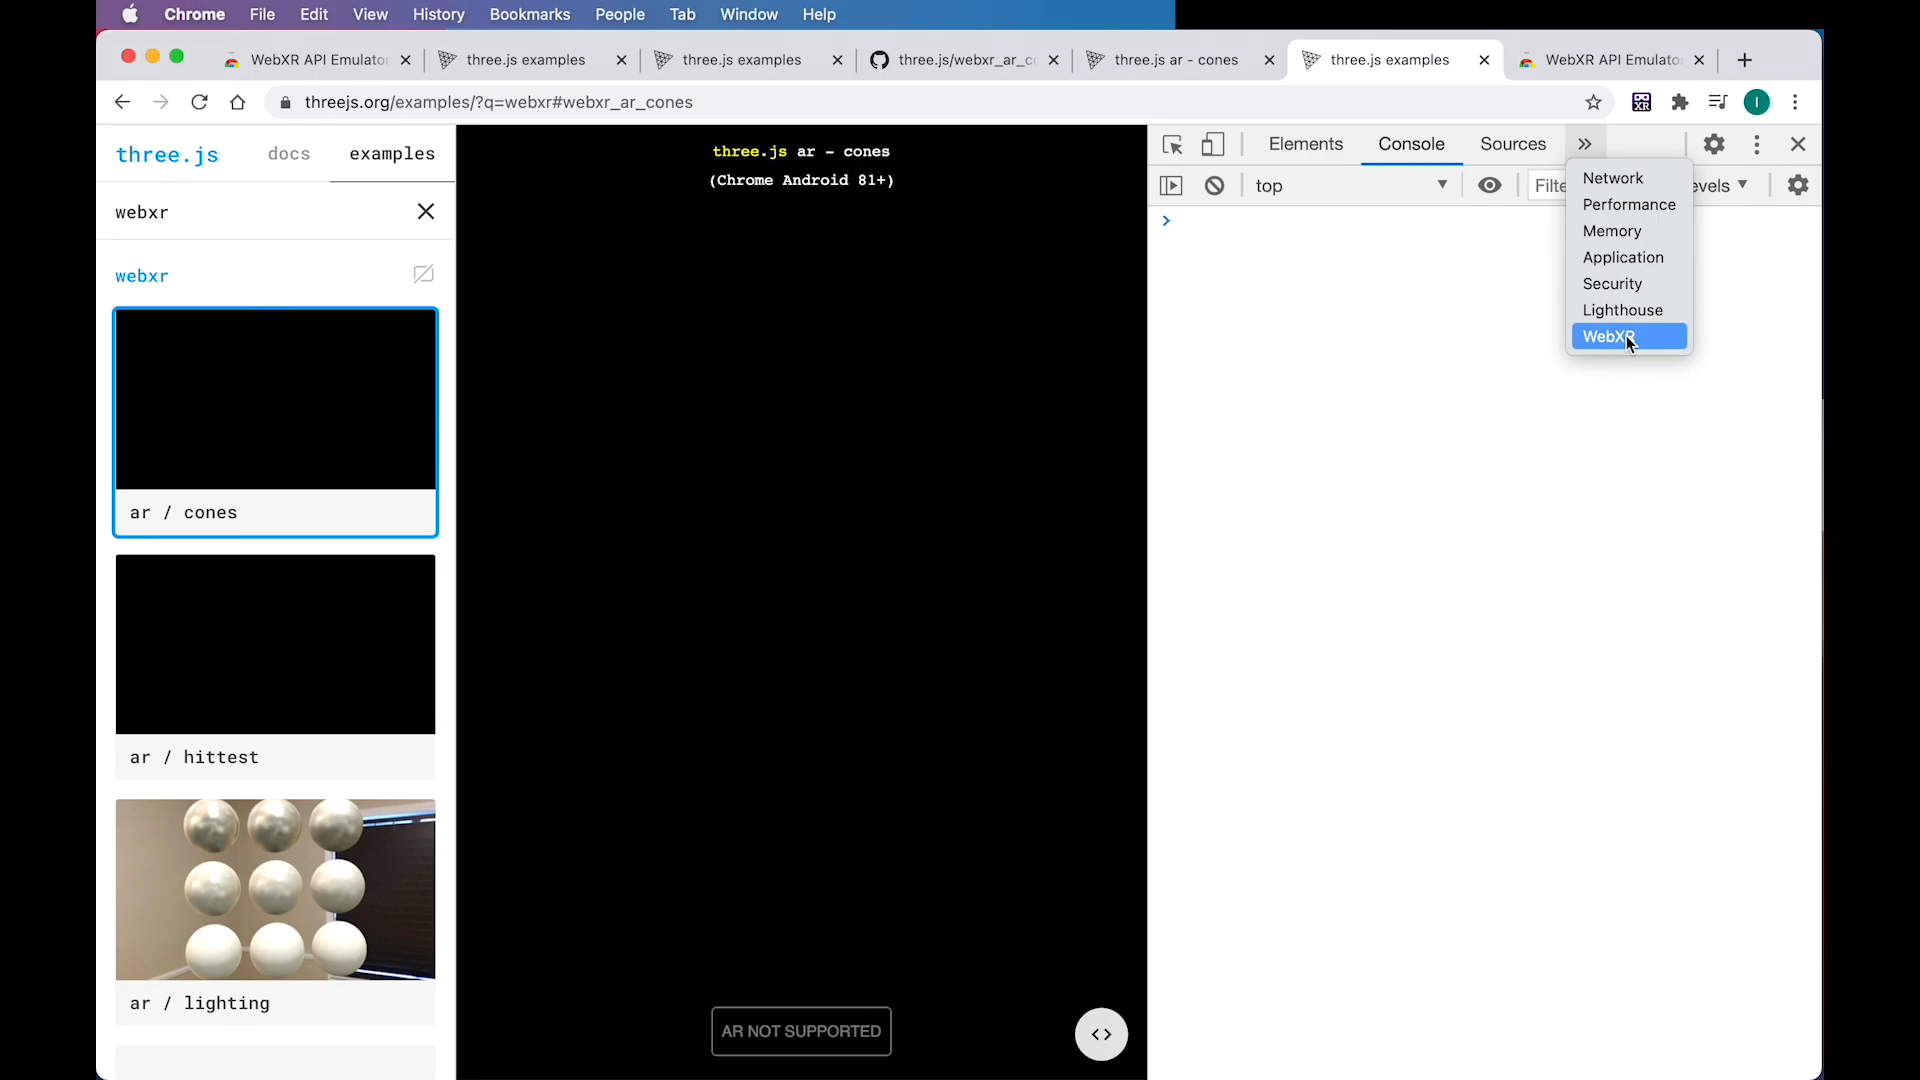 Chrome File Edit View History Bookmarks People Tab Window Help
WebXR API Emulator three.js examples three.js examples three.js/webxr_ar_co three.js ar - cones three.js examples WebXR API Emulator
threejs.org/examples/?q=webxr#webxr_ar_cones
XR I
three.js docs examples
webxr
webxr
ar / cones
ar / hittest
ar / lighting
three.js ar - cones
(Chrome Android 81+)
AR NOT SUPPORTED
Elements Console Sources
top Filte evels
Network
Performance
Memory
Application
Security
Lighthouse
WebXR